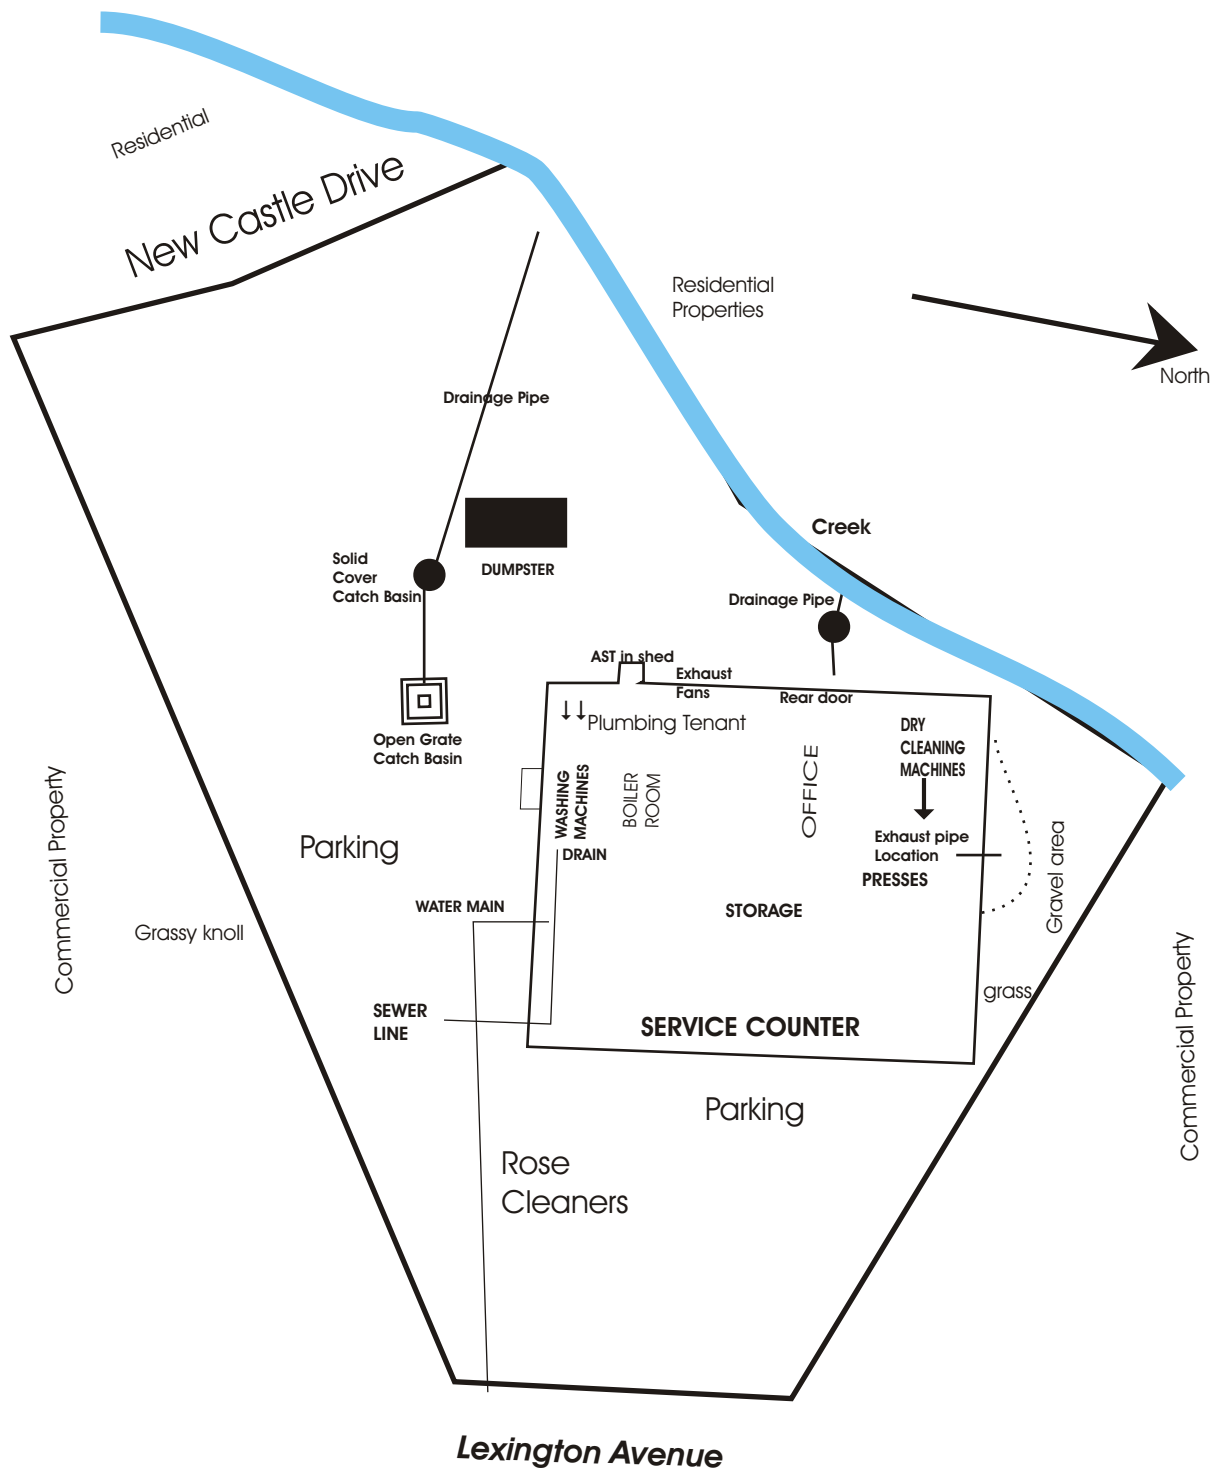 Residential
New Castle Drive
Residential
Properties
North
Drainage Pipe
Creek
Solid
Cover
Catch Basin
DUMPSTER
Drainage Pipe
AST in shed
Exhaust
Fans
Rear door
Plumbing Tenant
DRY
CLEANING
MACHINES
Open Grate
Catch Basin
WASHING
MACHINES
BOILER
ROOM
OFFICE
Exhaust pipe
Location
PRESSES
DRAIN
Parking
Commercial Property
Grassy knoll
WATER MAIN
STORAGE
Gravel area
grass
SEWER
LINE
SERVICE COUNTER
Commercial Property
Parking
Rose
Cleaners
Lexington Avenue